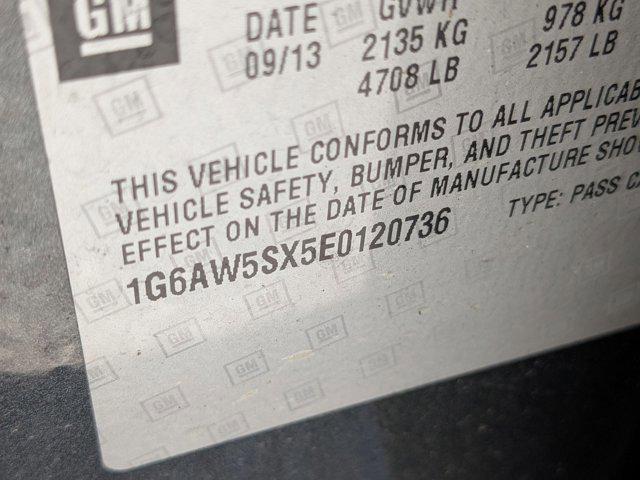 GM
DATE GVWR
09/13 2135 KG 978 KG
4708 LB 2157 LB
THIS VEHICLE CONFORMS TO ALL APPLICAB
VEHICLE SAFETY, BUMPER, AND THEFT PREV
EFFECT ON THE DATE OF MANUFACTURE SHO
1G6AW5SX5E0120736 TYPE: PASS CA